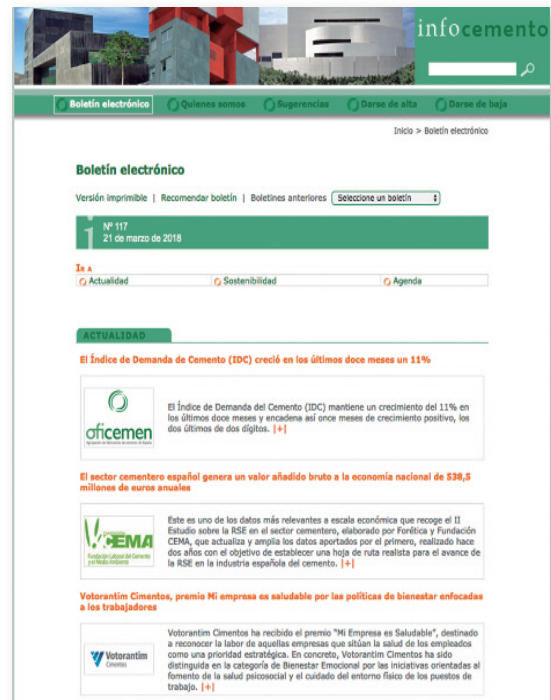 infocemento
Boletín electrónico
Quienes somos
Sugerencias
Darse de alta
Darse de baja
Inicio > Boletín electrónico
Boletín electrónico
Versión imprimible | Recomendar boletín | Boletines anteriores Seleccione un boletín
i
Nº 117
21 de marzo de 2018
Ir a
Actualidad
Sostenibilidad
Agenda
ACTUALIDAD
El Índice de Demanda de Cemento (IDC) creció en los últimos doce meses un 11%
oficemen
El Índice de Demanda del Cemento (IDC) mantiene un crecimiento del 11% en
los últimos doce meses y encadena así once meses de crecimiento positivo, los
dos últimos de dos dígitos. [+]
El sector cementero español genera un valor añadido bruto a la economía nacional de 538,5
millones de euros anuales
CEMA
Fundación Laboral del Cemento
y el Medio Ambiente
Este es uno de los datos más relevantes a escala económica que recoge el II
Estudio sobre la RSE en el sector cementero, elaborado por Forética y Fundación
CEMA, que actualiza y amplia los datos aportados por el primero, realizado hace
dos años con el objetivo de establecer una hoja de ruta realista para el avance de
la RSE en la industria española del cemento. [+]
Votorantim Cimentos, premio Mi empresa es saludable por las políticas de bienestar enfocadas
a los trabajadores
Votorantim
Cimentos
Votorantim Cimentos ha recibido el premio "Mi Empresa es Saludable", destinado
a reconocer la labor de aquellas empresas que sitúan la salud de los empleados
como una prioridad estratégica. En concreto, Votorantim Cimentos ha sido
distinguida en la categoría de Bienestar Emocional por las iniciativas orientadas al
fomento de la salud psicosocial y el cuidado del entorno físico de los puestos de
trabajo. [+]